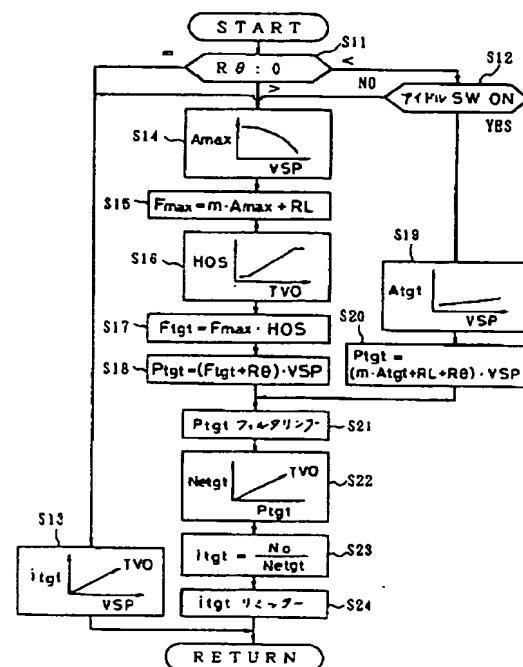 START
S11
Rθ : 0
=
<
>
S12
アイドル SW ON
NO
YES
S14
Amax
VSP
S15
Fmax = m·Amax + RL
S16
HOS
TVO
S17
Ftgt = Fmax · HOS
S18
Ptgt = (Ftgt + Rθ) · VSP
S19
Atgt
VSP
S20
Ptgt =
(m·Atgt + RL + Rθ) · VSP
Ptgt フィルタリング
S21
Netgt
TVO
Ptgt
S22
S13
itgt
TVO
VSP
itgt = No / Netgt
S23
itgt リミッター
S24
RETURN